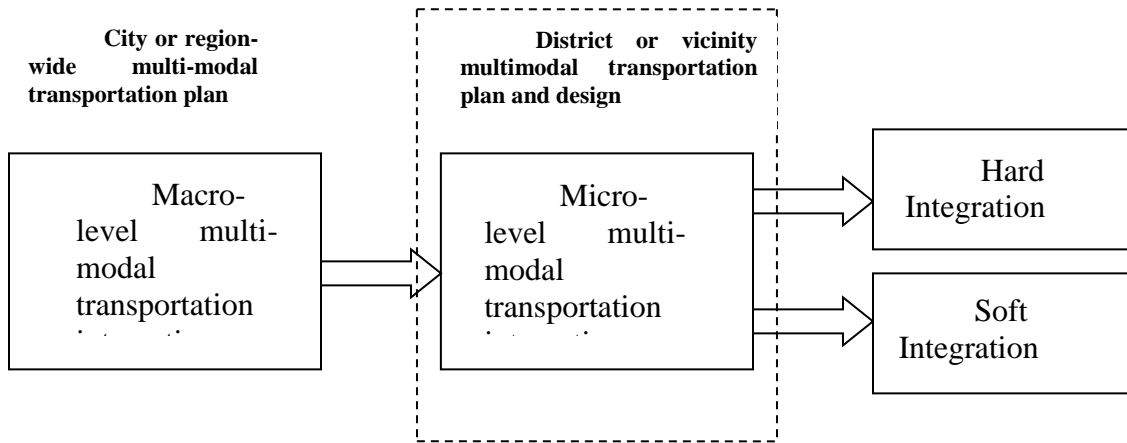 City or region-
wide multi-modal
transportation plan
District or vicinity
multimodal transportation
plan and design
Macro-
level multi-
modal
transportation
Micro-
level multi-
modal
transportation
Hard
Integration
Soft
Integration